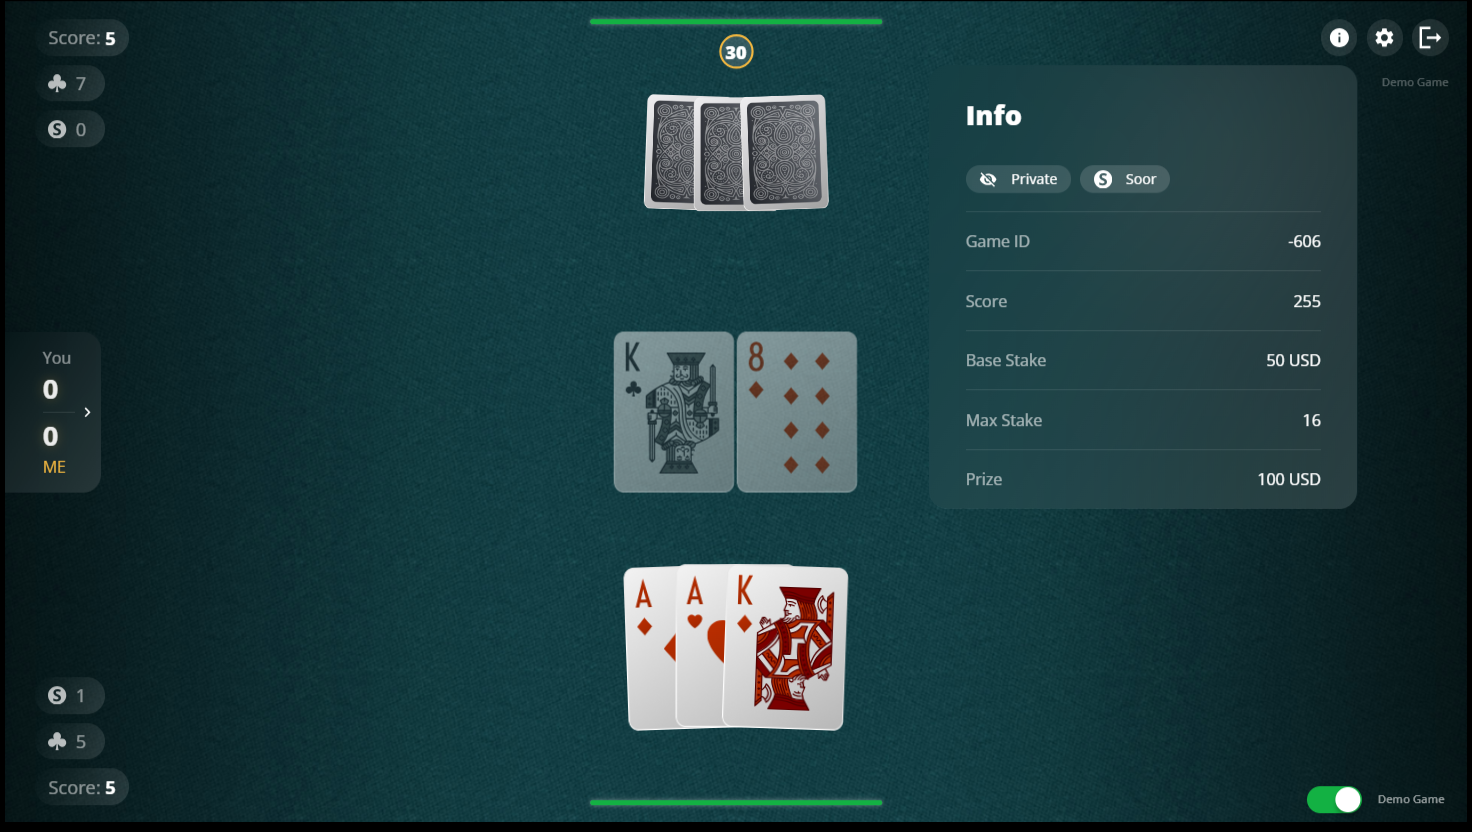 Score: 5
7
S 0
30
Demo Game
Info
Private
S Soor
Game ID -606
Score 255
Base Stake 50 USD
Max Stake 16
Prize 100 USD
You
0
0
ME
K
8
A
A
K
S 1
5
Score: 5
Demo Game